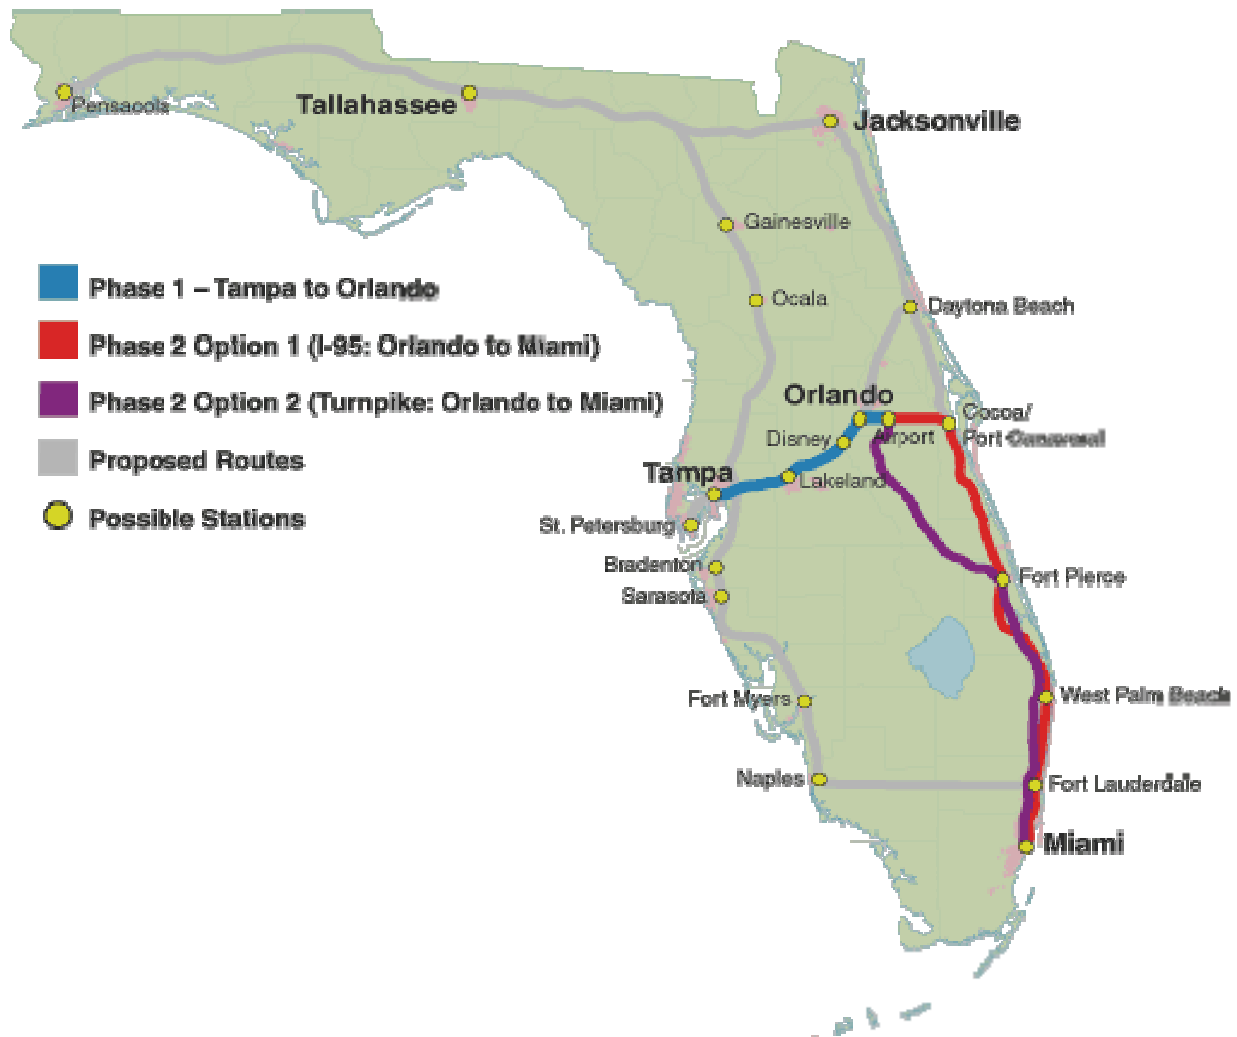 Pensacola
Tallahassee
Jacksonville
Gainesville
Phase 1 – Tampa to Orlando
Ocala
Daytona Beach
Phase 2 Option 1 (I-95: Orlando to Miami)
Phase 2 Option 2 (Turnpike: Orlando to Miami)
Orlando
Cocoa/
Port Canaveral
Disney
Airport
Proposed Routes
Tampa
Lakeland
Possible Stations
St. Petersburg
Bradenton
Fort Pierce
Sarasota
Fort Myers
West Palm Beach
Naples
Fort Lauderdale
Miami